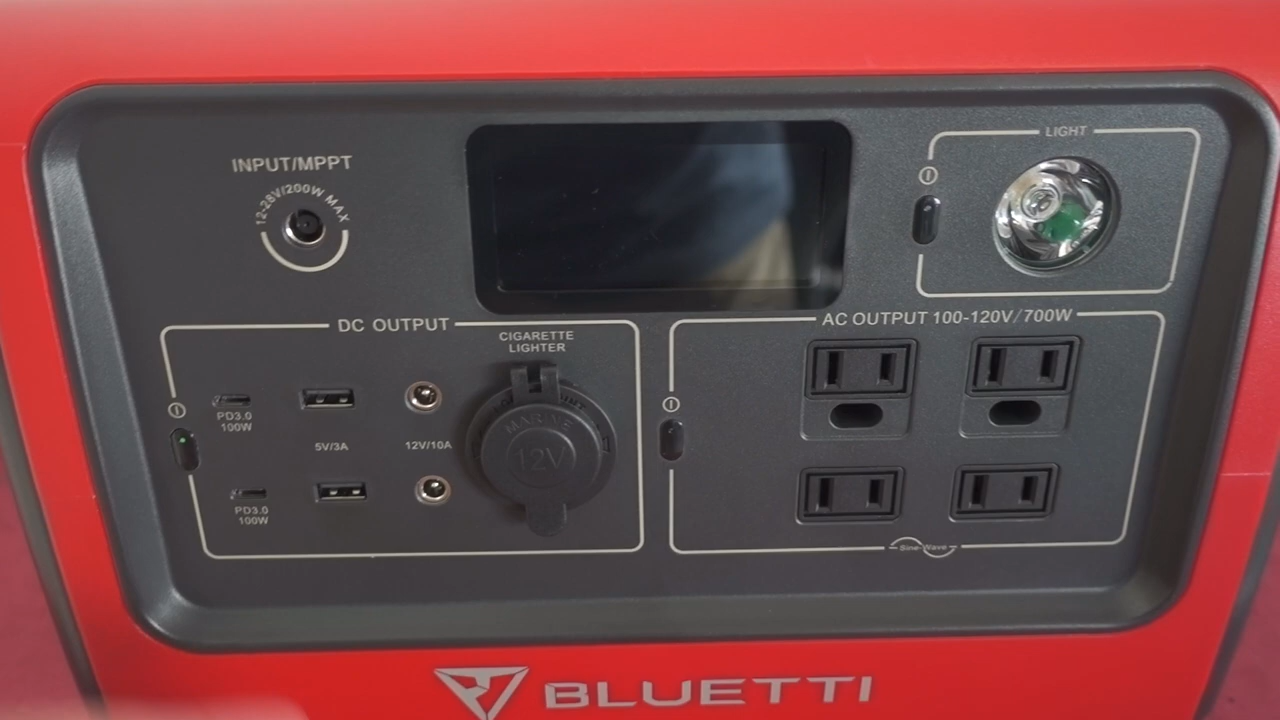 INPUT/MPPT
12-28V/200W MAX
LIGHT
DC OUTPUT
CIGARETTE
LIGHTER
AC OUTPUT 100-120V/700W
PD3.0
100W
5V/3A
12V/10A
MARINE
12V
PD3.0
100W
Sine-Wave
BLUETTI